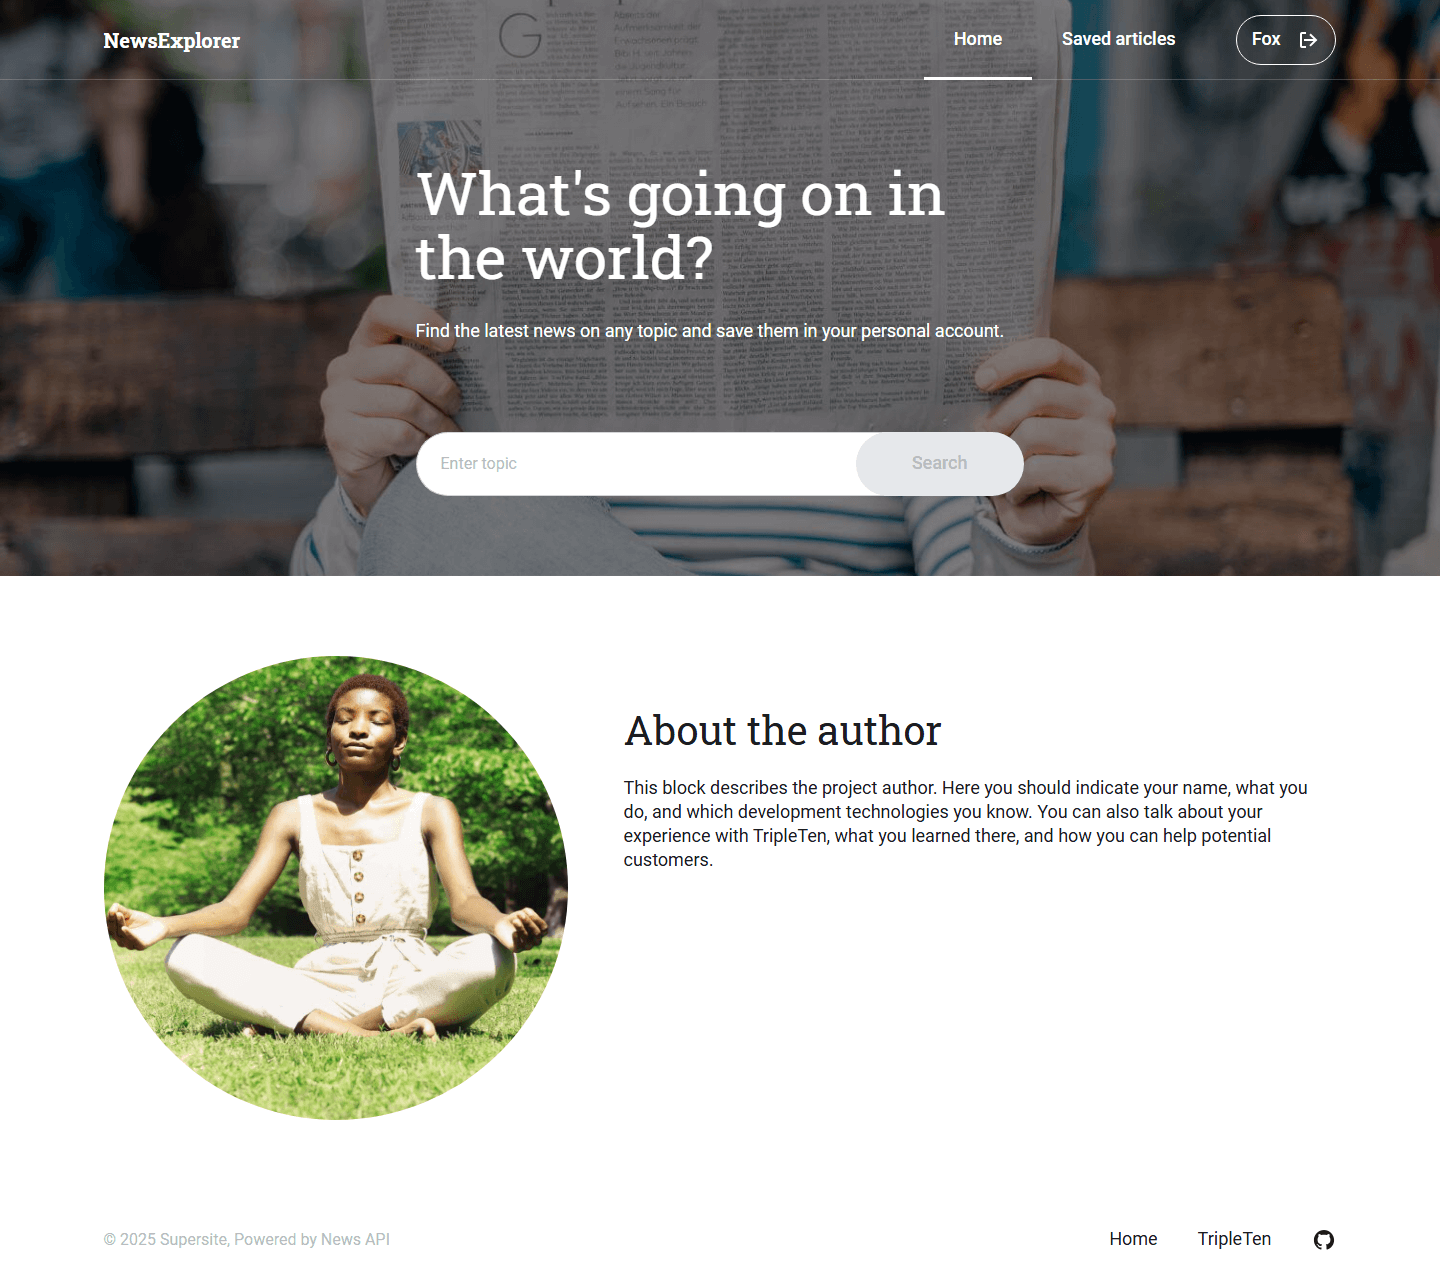 NewsExplorer
Home
Saved articles
Fox
What's going on in
the world?
Find the latest news on any topic and save them in your personal account.
Enter topic
Search
About the author
This block describes the project author. Here you should indicate your name, what you
do, and which development technologies you know. You can also talk about your
experience with TripleTen, what you learned there, and how you can help potential
customers.
© 2025 Supersite, Powered by News API
Home
TripleTen